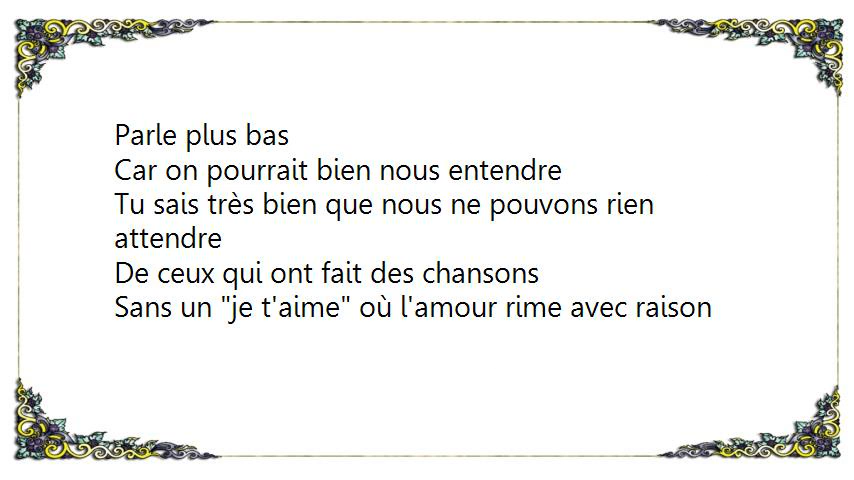 Parle plus bas
Car on pourrait bien nous entendre
Tu sais très bien que nous ne pouvons rien
attendre
De ceux qui ont fait des chansons
Sans un "je t'aime" où l'amour rime avec raison